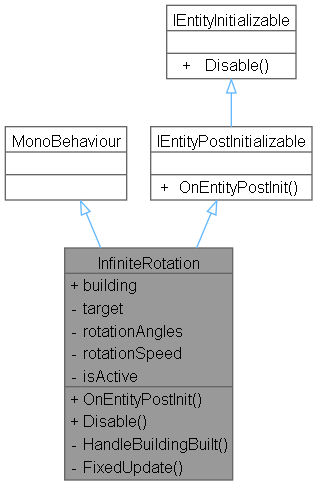 IEntityInitializable
+ Disable()
MonoBehaviour
IEntityPostInitializable
+ OnEntityPostInit()
InfiniteRotation
+ building
- target
- rotationAngles
- rotationSpeed
- isActive
+ OnEntityPostInit()
+ Disable()
- HandleBuildingBuilt()
- FixedUpdate()